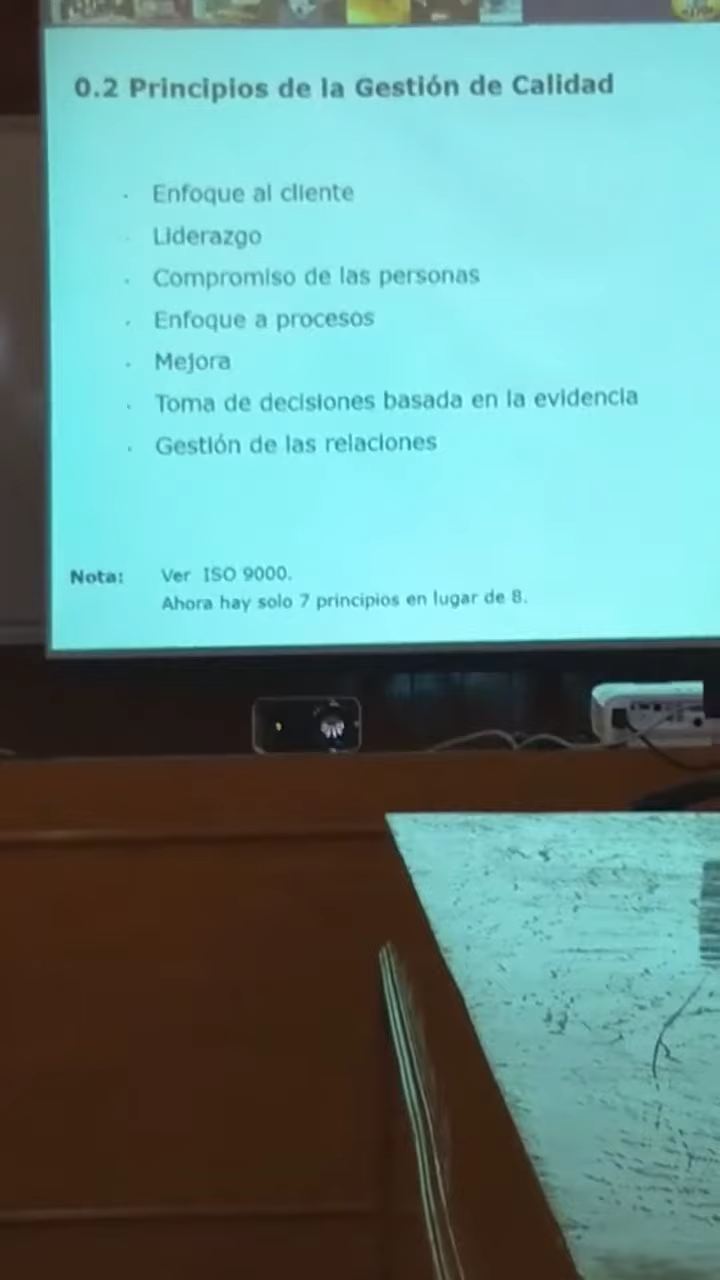 0.2 Principios de la Gestión de Calidad
· Enfoque al cliente
· Liderazgo
· Compromiso de las personas
· Enfoque a procesos
· Mejora
· Toma de decisiones basada en la evidencia
· Gestión de las relaciones
Nota: Ver ISO 9000.
Ahora hay solo 7 principios en lugar de 8.